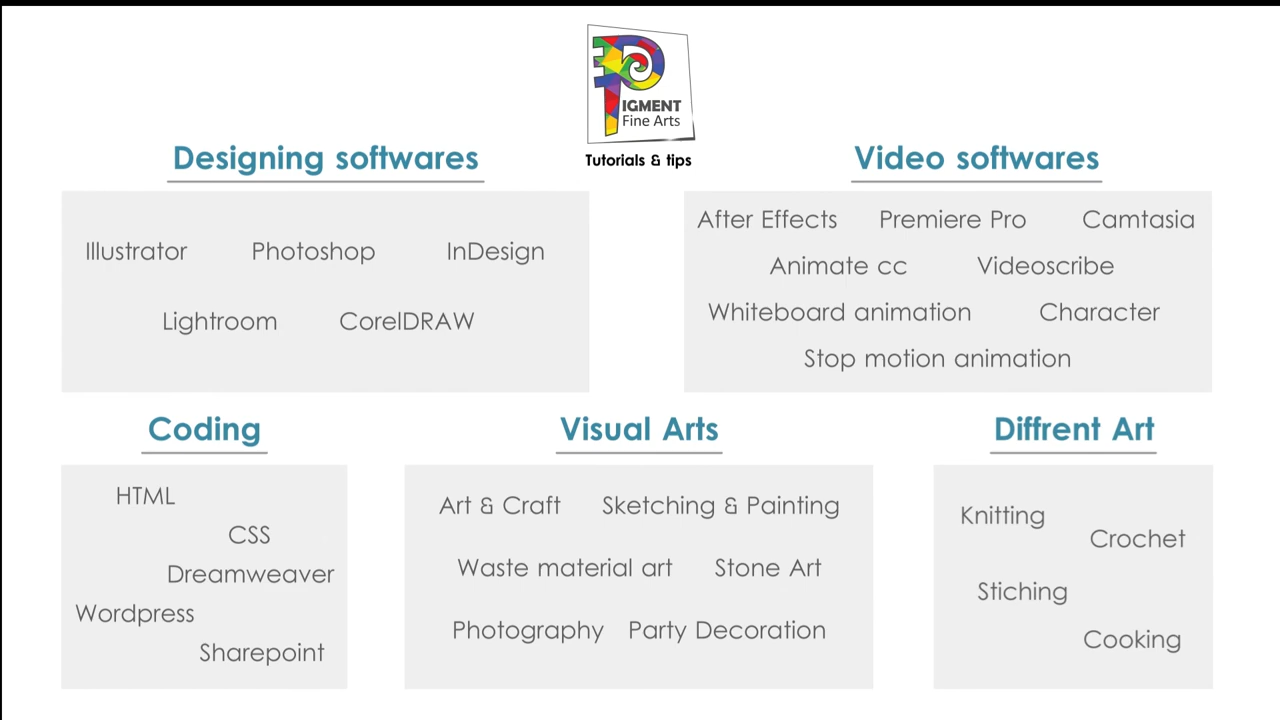 IGMENT
Fine Arts
Tutorials & tips
Designing softwares
Illustrator Photoshop InDesign
Lightroom CorelDRAW
Video softwares
After Effects Premiere Pro Camtasia
Animate cc Videoscribe
Whiteboard animation Character
Stop motion animation
Coding
HTML
CSS
Dreamweaver
Wordpress
Sharepoint
Visual Arts
Art & Craft Sketching & Painting
Waste material art Stone Art
Photography Party Decoration
Diffrent Art
Knitting
Crochet
Stiching
Cooking